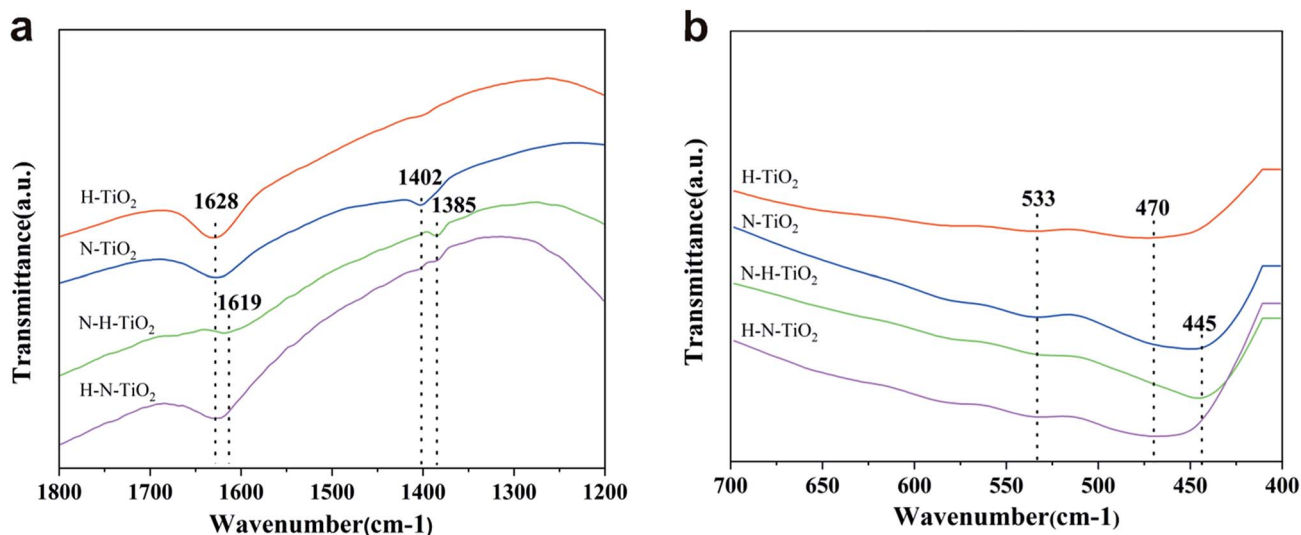 a
Transmittance(a.u.)
H-TiO₂
N-TiO₂
N-H-TiO₂
H-N-TiO₂
1628
1619
1402
1385
1800 1700 1600 1500 1400 1300 1200
Wavenumber(cm-1)
b
Transmittance(a.u.)
H-TiO₂
N-TiO₂
N-H-TiO₂
H-N-TiO₂
533
470
445
700 650 600 550 500 450 400
Wavenumber(cm-1)